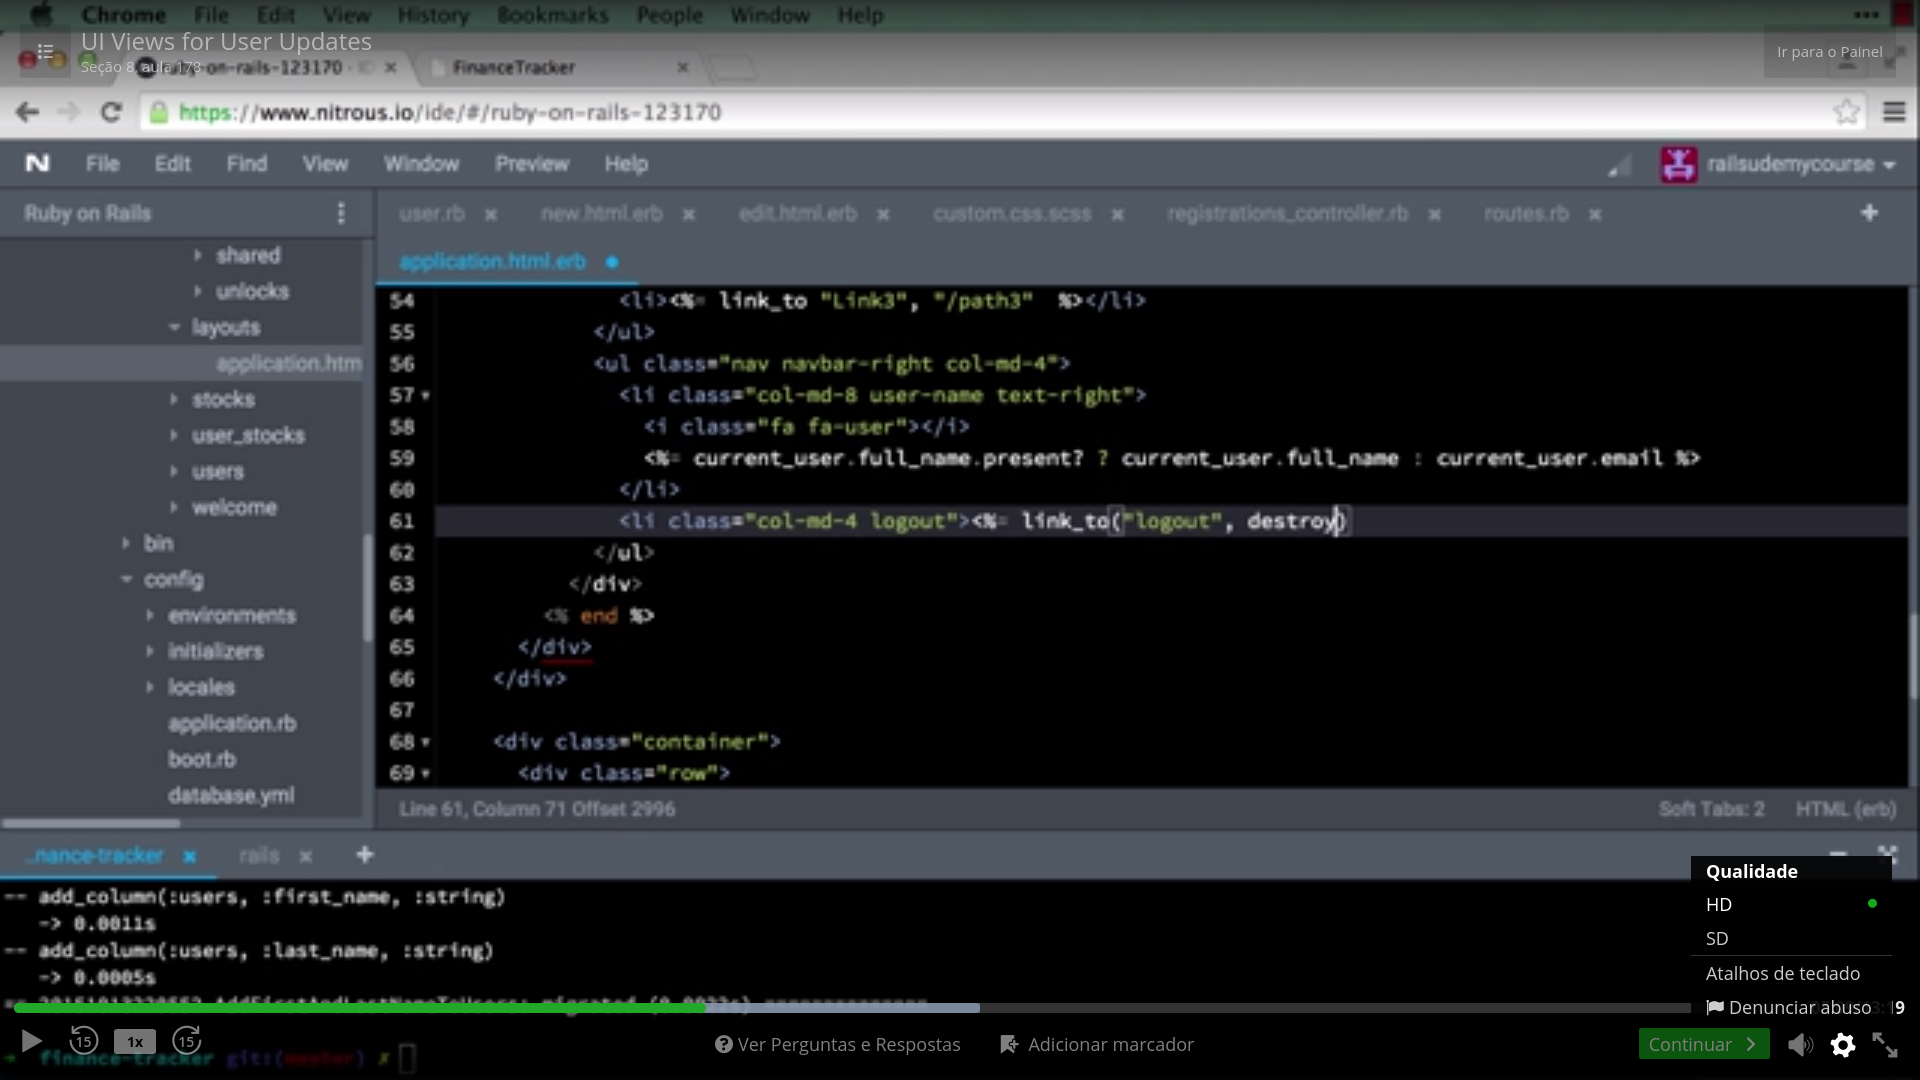 Chrome File Edit View History Bookmarks People Window Help
UI Views for User Updates
Seção 8, aula 178
Ir para o Painel
-on-rails-123170
FinanceTracker
https://www.nitrous.io/ide/#/ruby-on-rails-123170
N File Edit Find View Window Preview Help
railsudemycourse
Ruby on Rails
user.rb new.html.erb edit.html.erb custom.css.scss registrations_controller.rb routes.rb
application.html.erb
shared
unlocks
layouts
application.htm
stocks
user_stocks
users
welcome
bin
config
environments
initializers
locales
application.rb
boot.rb
database.yml
54 <li><%= link_to "Link3", "/path3"  %></li>
55 </ul>
56 <ul class="nav navbar-right col-md-4">
57 <li class="col-md-8 user-name text-right">
58 <i class="fa fa-user"></i>
59 <%= current_user.full_name.present? ? current_user.full_name : current_user.email %>
60 </li>
61 <li class="col-md-4 logout"><%= link_to("logout", destroy)
62 </ul>
63 </div>
64 <% end %>
65 </div>
66 </div>
67
68 <div class="container">
69 <div class="row">
Line 61, Column 71 Offset 2996
Soft Tabs: 2 HTML (erb)
...nance-tracker rails
-- add_column(:users, :first_name, :string)
-> 0.0011s
-- add_column(:users, :last_name, :string)
-> 0.0005s
AddFirstAndLastNameToUsers: migrated
finance-tracker git:(master) ✗
Qualidade
HD
SD
Atalhos de teclado
Denunciar abuso
15 1x 15
Ver Perguntas e Respostas
Adicionar marcador
Continuar